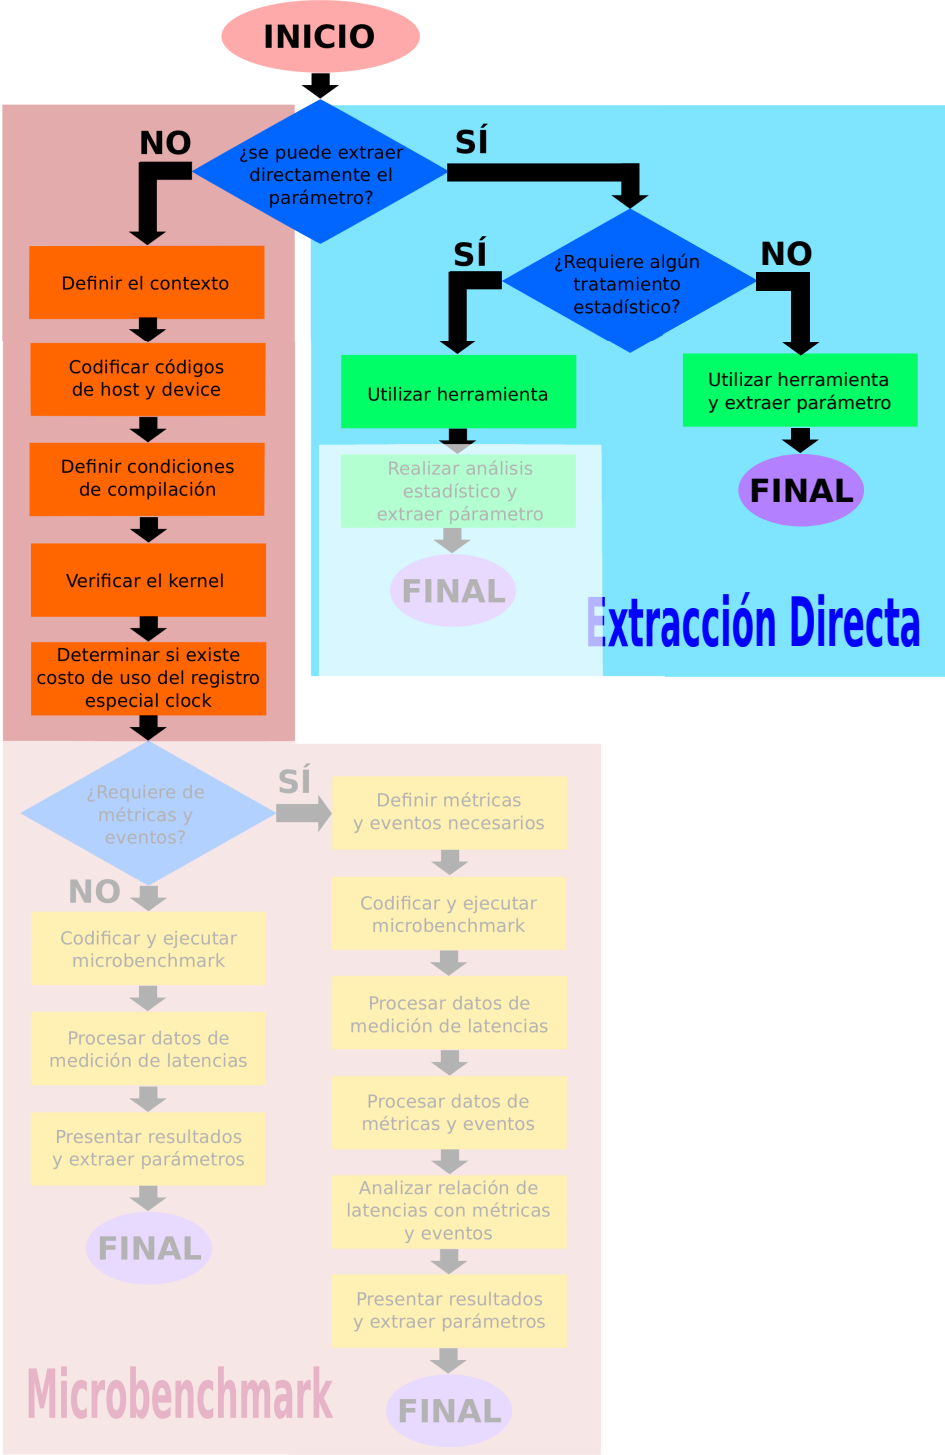 INICIO
NO
SÍ
¿se puede extraer
directamente el
parámetro?
SÍ
NO
¿Requiere algún
tratamiento
estadístico?
Definir el contexto
Codificar códigos
de host y device
Utilizar herramienta
Utilizar herramienta
y extraer parámetro
Definir condiciones
de compilación
Realizar análisis
estadístico y
extraer párametro
FINAL
Verificar el kernel
FINAL
Extracción Directa
Determinar si existe
costo de uso del registro
especial clock
¿Requiere de
métricas y
eventos?
SÍ
NO
Definir métricas
y eventos necesarios
Codificar y ejecutar
microbenchmark
Codificar y ejecutar
microbenchmark
Procesar datos de
medición de latencias
Procesar datos de
medición de latencias
Presentar resultados
y extraer parámetros
Procesar datos de
métricas y eventos
FINAL
Analizar relación de
latencias con métricas
y eventos
Presentar resultados
y extraer parámetros
Microbenchmark
FINAL